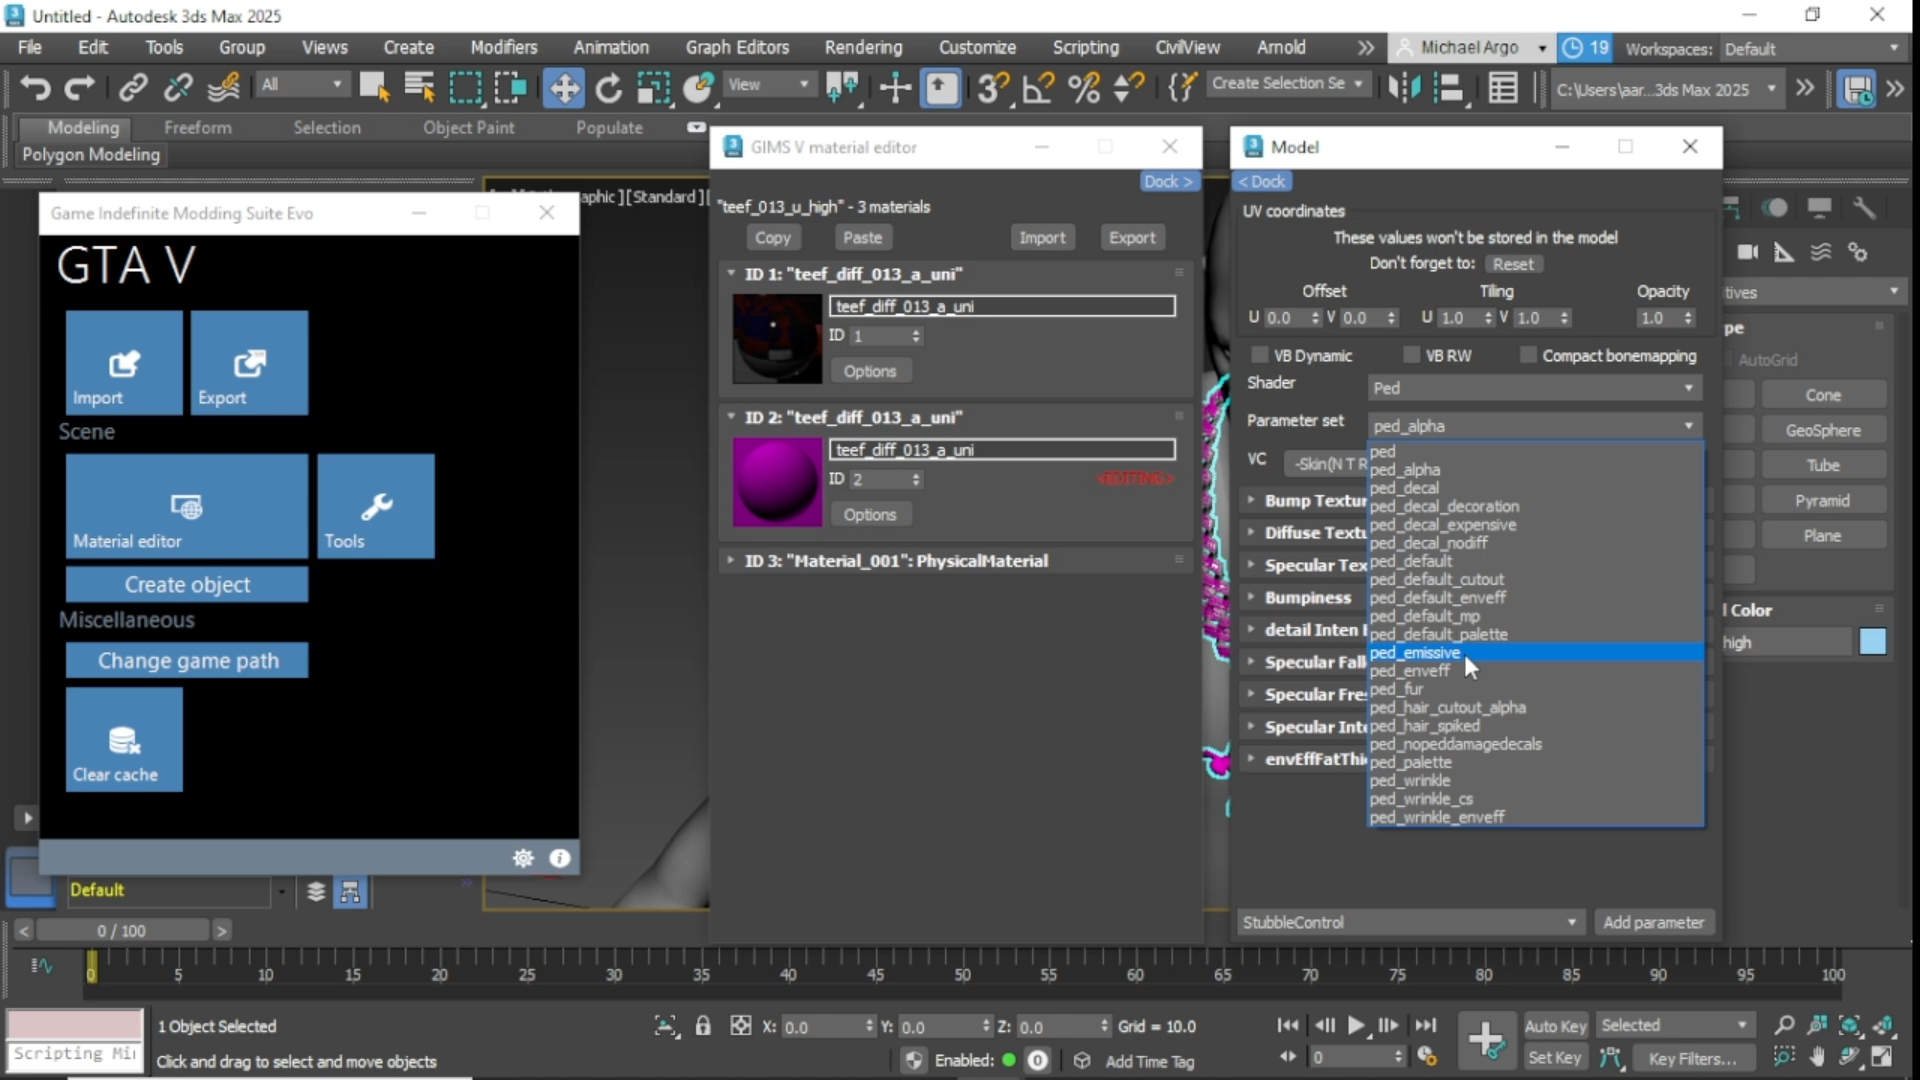 Untitled - Autodesk 3ds Max 2025
File Edit Tools Group Views Create Modifiers Animation Graph Editors Rendering Customize Scripting CivilView Arnold Michael Argo 19 Workspaces: Default
All View Create Selection Se C:\Users\aar...3ds Max 2025
Modeling Freeform Selection Object Paint Populate
Polygon Modeling
aphic ] [ Standard ] [
Game Indefinite Modding Suite Evo
GTA V
Import Export
Scene
Material editor Tools
Create object
Miscellaneous
Change game path
Clear cache
Default
GIMS V material editor
Dock >
"teef_013_u_high" - 3 materials
Copy Paste Import Export
ID 1: "teef_diff_013_a_uni"
teef_diff_013_a_uni
ID 1
Options
ID 2: "teef_diff_013_a_uni"
teef_diff_013_a_uni
ID 2 <EDITING>
Options
ID 3: "Material_001": PhysicalMaterial
Model
< Dock
UV coordinates
These values won't be stored in the model
Don't forget to: Reset
Offset Tiling Opacity
U 0.0 V 0.0 U 1.0 V 1.0 1.0
VB Dynamic VB RW Compact bonemapping
Shader Ped
Parameter set ped_alpha
VC -Skin(N T R
Bump Textur
Diffuse Textu
Specular Tex
Bumpiness
detail Inten
Specular Fall
Specular Fres
Specular Inte
envEffFatThi
ped
ped_alpha
ped_decal
ped_decal_decoration
ped_decal_expensive
ped_decal_nodiff
ped_default
ped_default_cutout
ped_default_enveff
ped_default_mp
ped_default_palette
ped_emissive
ped_enveff
ped_fur
ped_hair_cutout_alpha
ped_hair_spiked
ped_nopeddamagedecals
ped_palette
ped_wrinkle
ped_wrinkle_cs
ped_wrinkle_enveff
StubbleControl Add parameter
tives
pe
AutoGrid
Cone
GeoSphere
Tube
Pyramid
Plane
l Color
high
< 0 / 100 >
0 5 10 15 20 25 30 35 40 45 50 55 60 65 70 75 80 85 90 95 100
1 Object Selected X: 0.0 Y: 0.0 Z: 0.0 Grid = 10.0 Auto Key Selected
Scripting Mi Click and drag to select and move objects Enabled: 0 Add Time Tag 0 Set Key Key Filters...